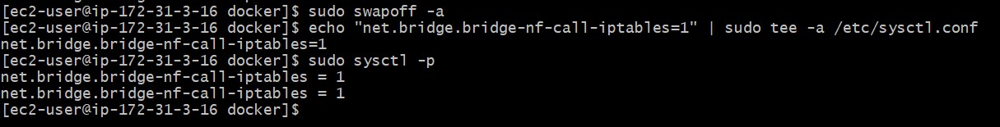 [ec2-user@ip-172-31-3-16 docker]$ sudo swapoff -a
[ec2-user@ip-172-31-3-16 docker]$ echo "net.bridge.bridge-nf-call-iptables=1" | sudo tee -a /etc/sysctl.conf
net.bridge.bridge-nf-call-iptables=1
[ec2-user@ip-172-31-3-16 docker]$ sudo sysctl -p
net.bridge.bridge-nf-call-iptables = 1
net.bridge.bridge-nf-call-iptables = 1
[ec2-user@ip-172-31-3-16 docker]$